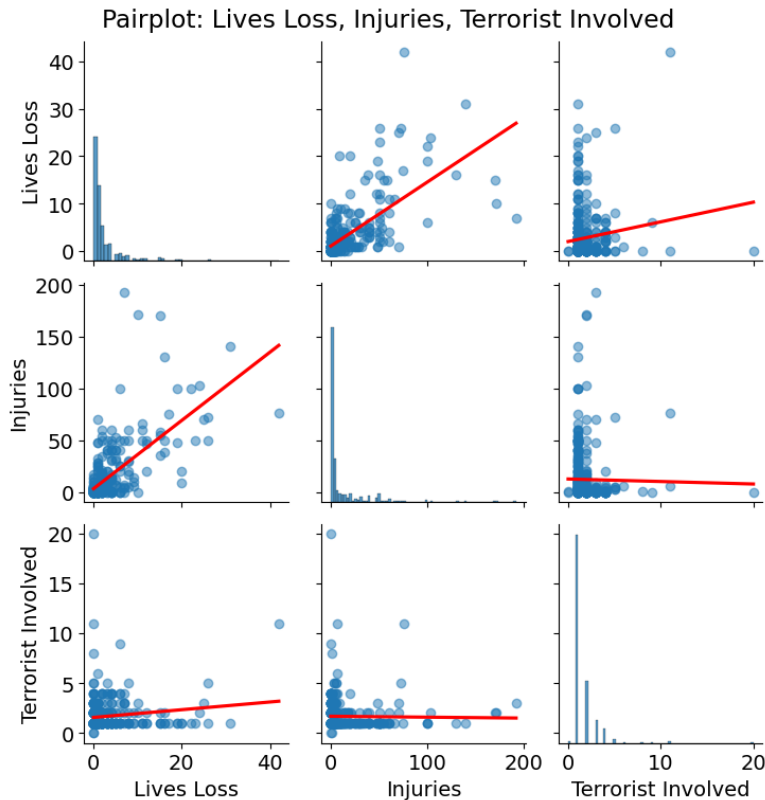 Pairplot: Lives Loss, Injuries, Terrorist Involved
40
30
20
10
0
Lives Loss
200
150
100
50
0
Injuries
20
15
10
5
0
Terrorist Involved
0 20 40
0 100 200
0 10 20
Lives Loss
Injuries
Terrorist Involved